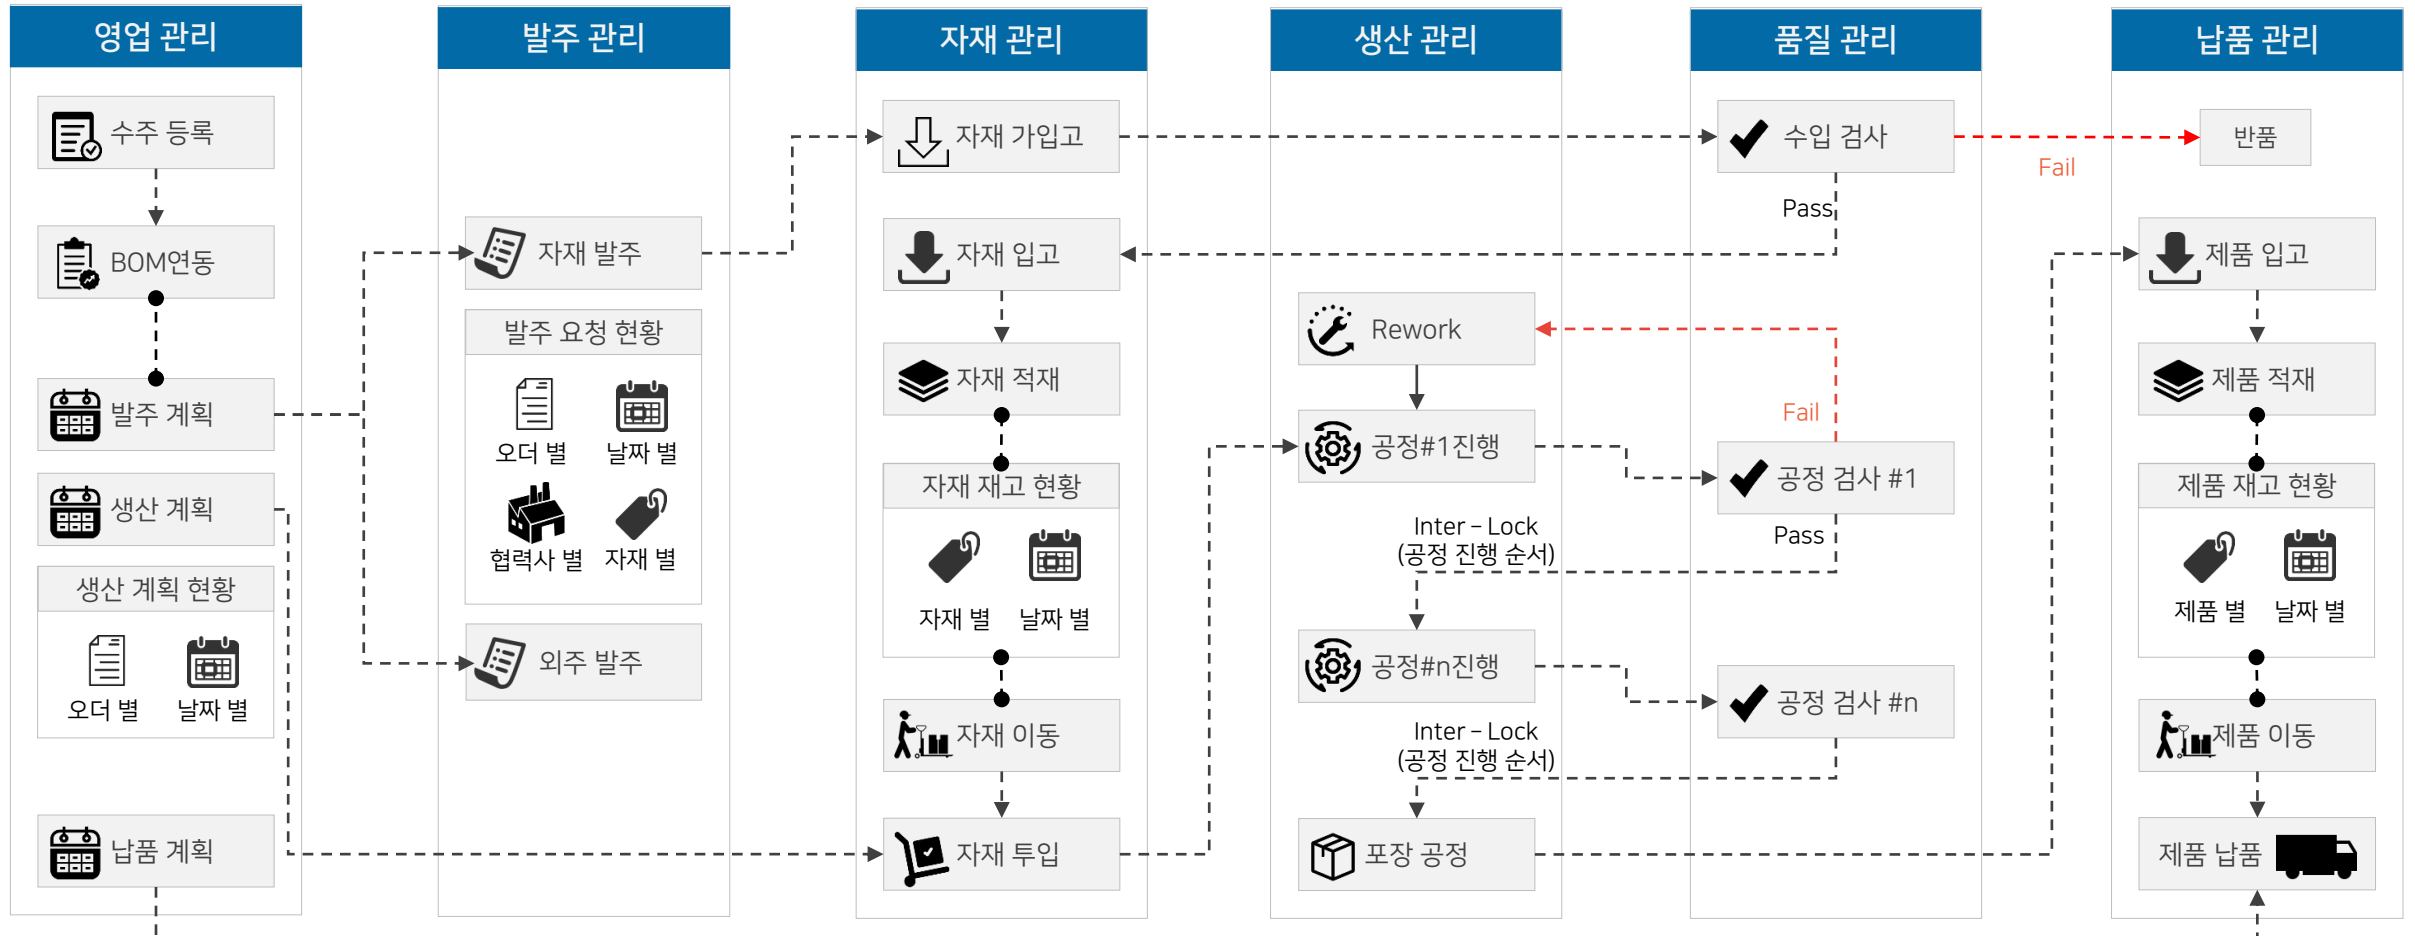 영업 관리
수주 등록
BOM연동
발주 계획
생산 계획
생산 계획 현황
오더 별
날짜 별
납품 계획
발주 관리
자재 발주
발주 요청 현황
오더 별
날짜 별
협력사 별
자재 별
외주 발주
자재 관리
자재 가입고
자재 입고
자재 적재
자재 재고 현황
자재 별
날짜 별
자재 이동
자재 투입
생산 관리
Rework
공정#1진행
Inter – Lock
(공정 진행 순서)
공정#n진행
Inter – Lock
(공정 진행 순서)
포장 공정
품질 관리
수입 검사
Pass
Fail
공정 검사 #1
Pass
공정 검사 #n
납품 관리
Fail
반품
제품 입고
제품 적재
제품 재고 현황
제품 별
날짜 별
제품 이동
제품 납품